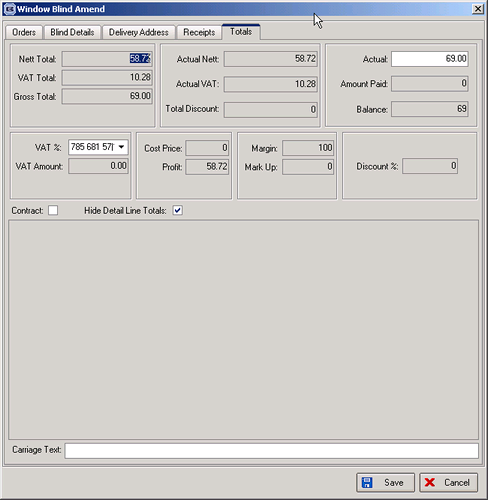 Window Blind Amend
Orders Blind Details Delivery Address Receipts Totals
Nett Total: 58.72 Actual Nett: 58.72 Actual: 69.00
VAT Total: 10.28 Actual VAT: 10.28 Amount Paid: 0
Gross Total: 69.00 Total Discount: 0 Balance: 69
VAT %: 785 681 57 Cost Price: 0 Margin: 100
VAT Amount: 0.00 Profit: 58.72 Mark Up: 0 Discount %: 0
Contract: Hide Detail Line Totals:
Carriage Text:
Save Cancel